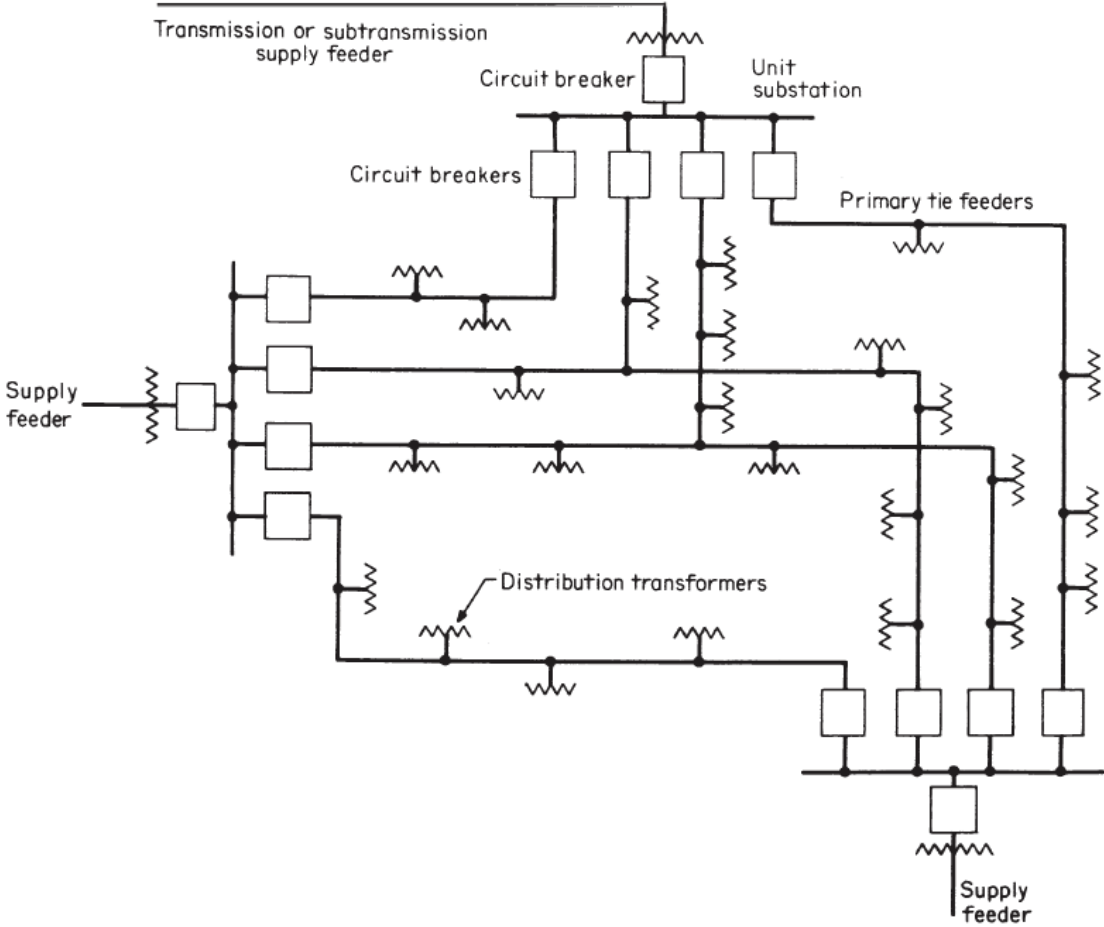 Transmission or subtransmission
supply feeder
Circuit breaker
Unit
substation
Circuit breakers
Primary tie feeders
Supply
feeder
Distribution transformers
Supply
feeder